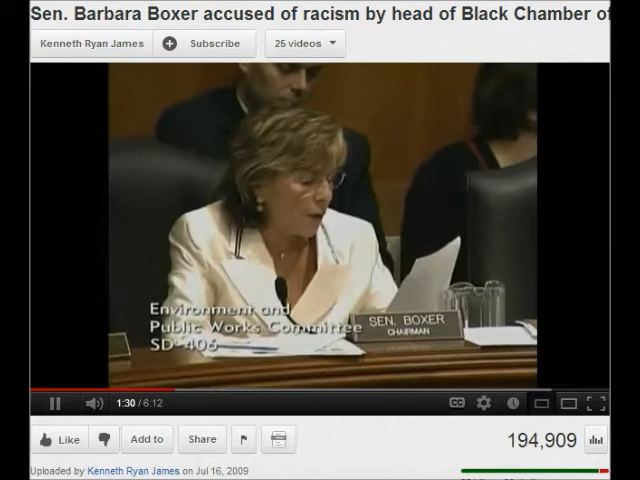 Sen. Barbara Boxer accused of racism by head of Black Chamber of
Kenneth Ryan James
Subscribe
25 videos
Environment and
Public Works Committee
SD-406
SEN. BOXER
CHAIRMAN
1:30 / 6:12
CC
Like
Add to
Share
194,909
Uploaded by Kenneth Ryan James on Jul 16, 2009